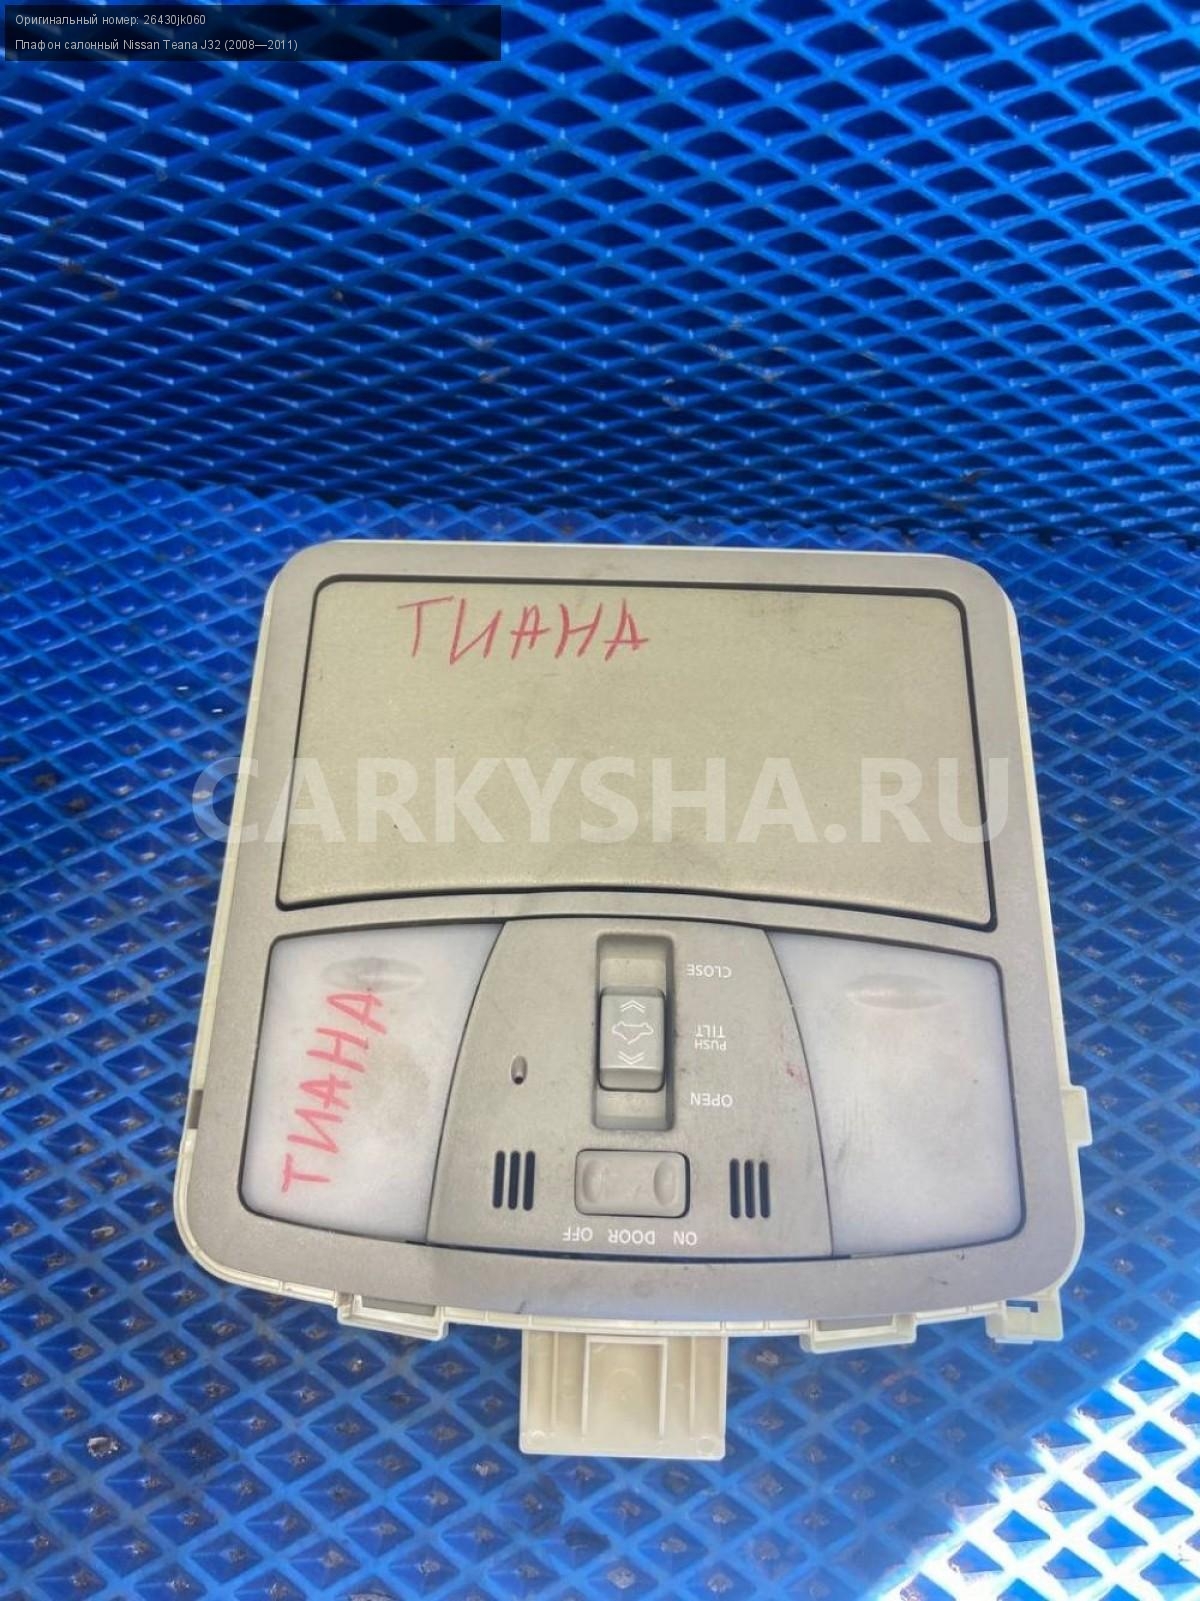 Оригинальный номер: 26430jk060
Плафон салонный Nissan Teana J32 (2008—2011)
ТИАНА
CARKYSHA.RU
CLOSE
PUSH
TILT
ТИАНА
OPEN
ON DOOR OFF